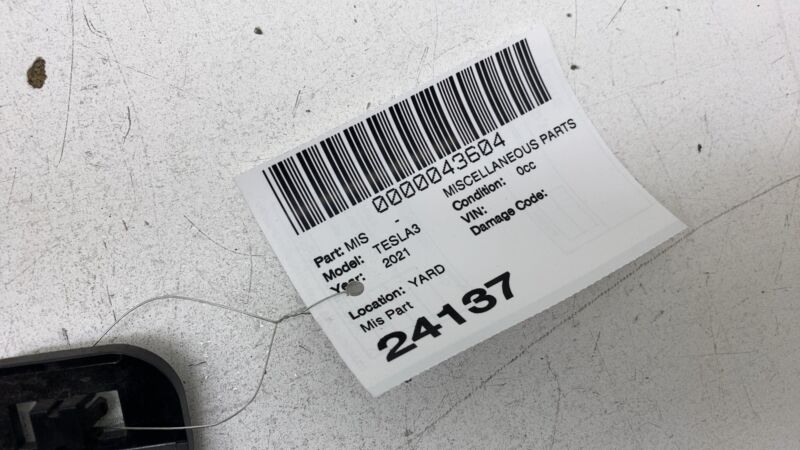 0000043604
Part: MIS - MISCELLANEOUS PARTS
Model: TESLA3 Condition: 0cc
Year: 2021 VIN:
Damage Code:
Location: YARD
Mis Part
24137